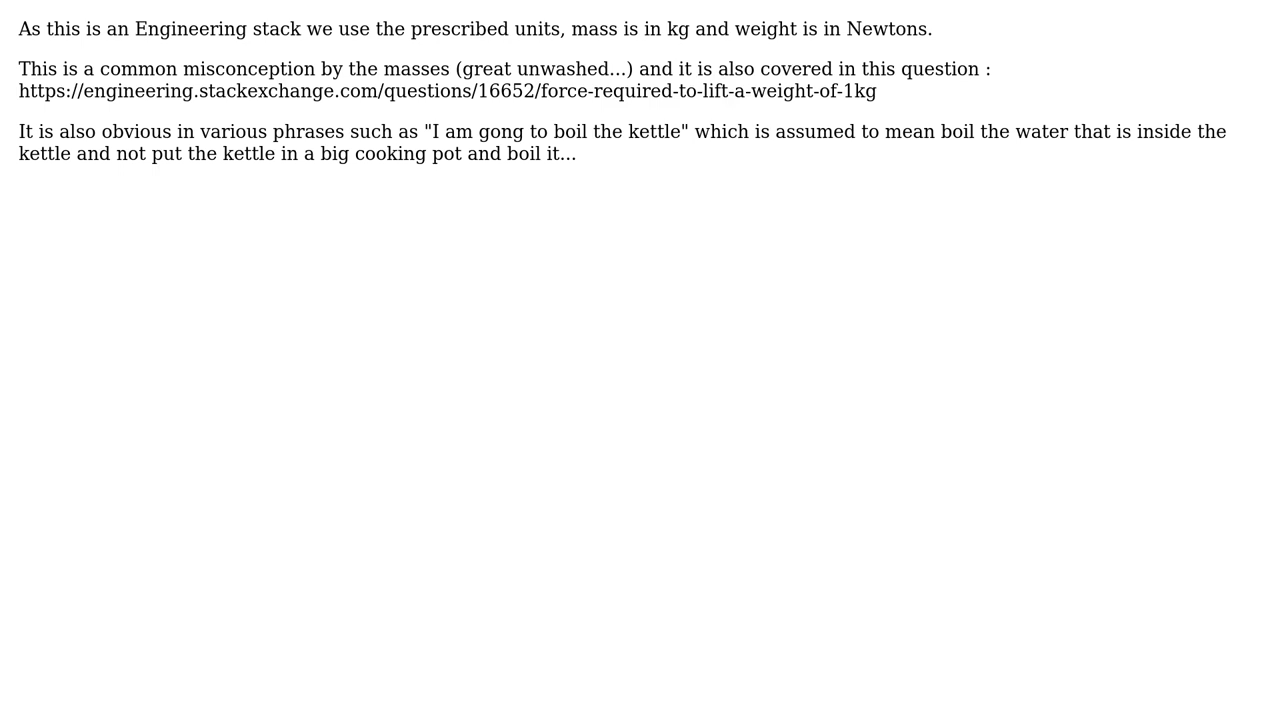 As this is an Engineering stack we use the prescribed units, mass is in kg and weight is in Newtons.
This is a common misconception by the masses (great unwashed...) and it is also covered in this question :
https://engineering.stackexchange.com/questions/16652/force-required-to-lift-a-weight-of-1kg
It is also obvious in various phrases such as "I am gong to boil the kettle" which is assumed to mean boil the water that is inside the
kettle and not put the kettle in a big cooking pot and boil it...